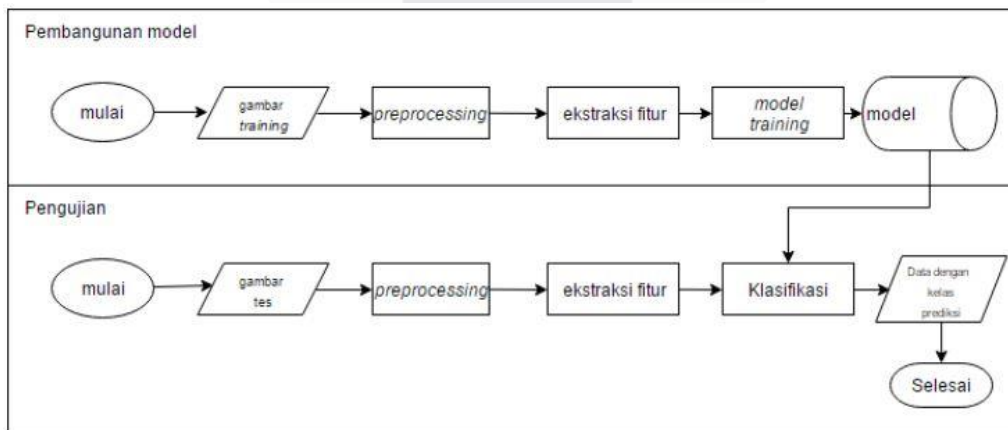 Pembangunan model
mulai
gambar
training
preprocessing
ekstraksi fitur
model
training
model
Pengujian
mulai
gambar
tes
preprocessing
ekstraksi fitur
Klasifikasi
Data dengan
kelas
prediksi
Selesai